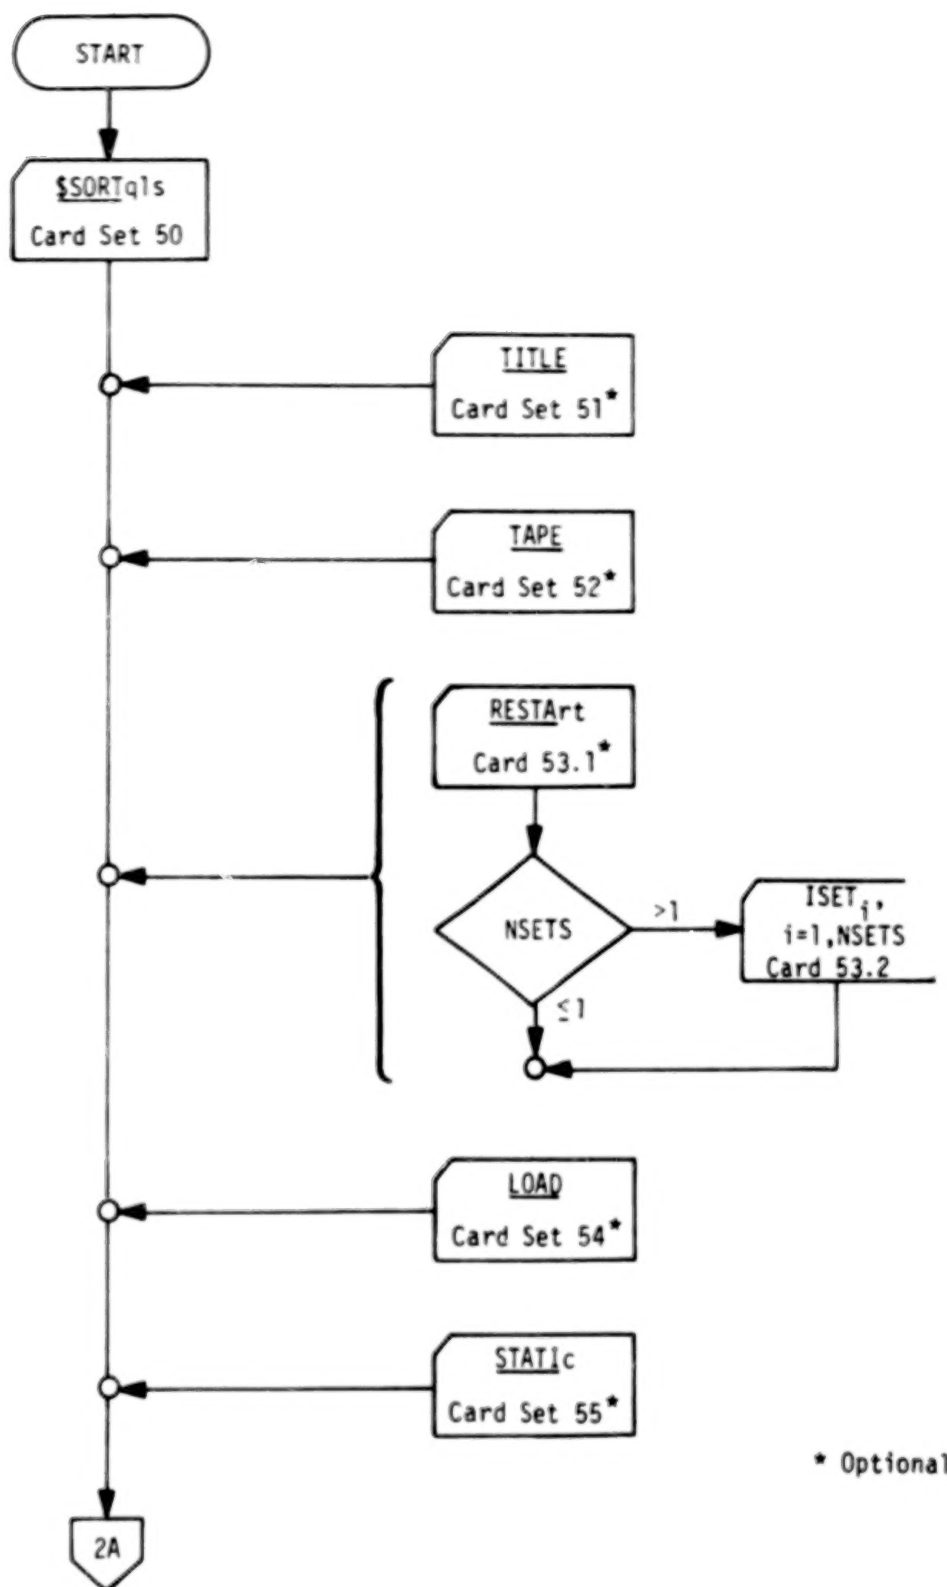 START
$SORTqls
Card Set 50
TITLE
Card Set 51*
TAPE
Card Set 52*
RESTArt
Card 53.1*
NSETS
>1
ISETi,
i=1,NSETS
Card 53.2
≤1
LOAD
Card Set 54*
STATIc
Card Set 55*
* Optional
2A